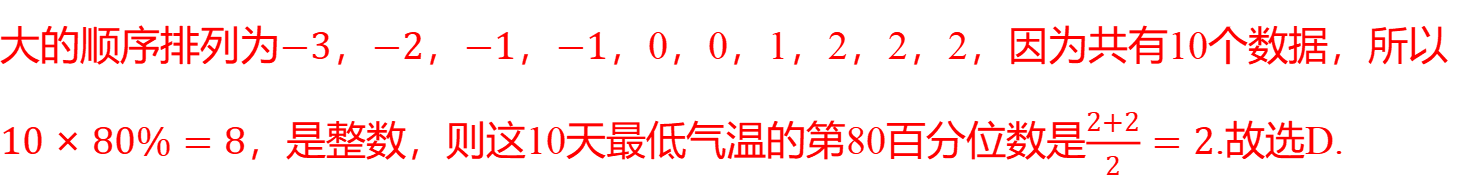 大的顺序排列为−3，−2，−1，−1，0，0，1，2，2，2，因为共有10个数据，所以
10 × 80% = 8，是整数，则这10天最低气温的第80百分位数是$\frac{2+2}{2}$ = 2.故选D.